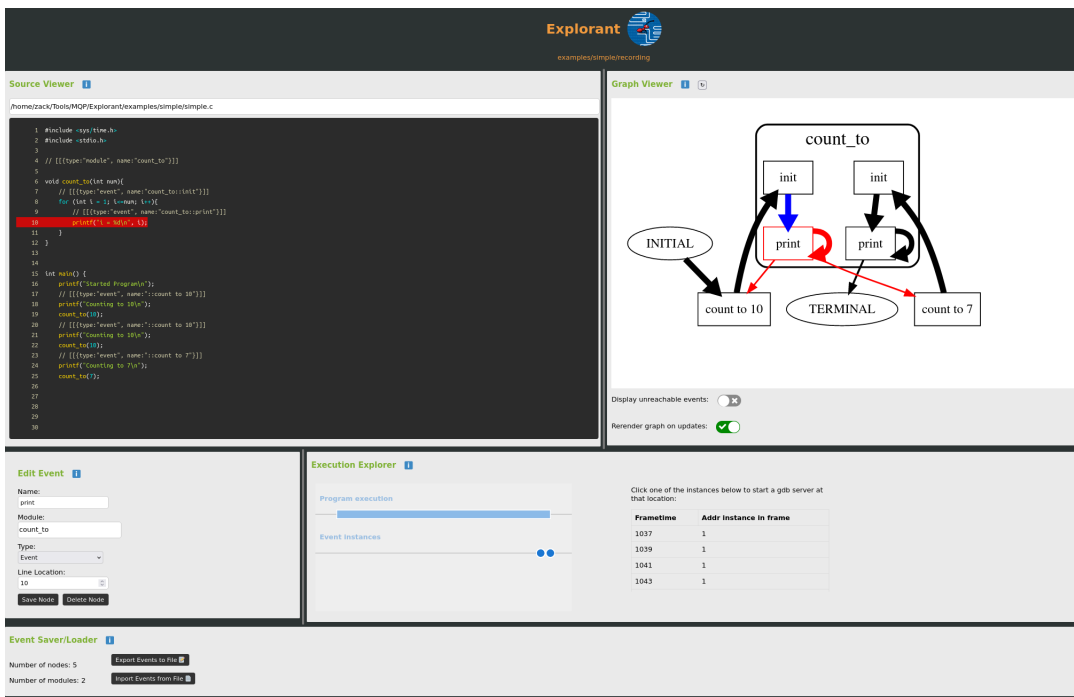 Explorant
examples/simple/recording
Source Viewer i
/home/zack/Tools/MQP/Explorant/examples/simple/simple.c
1 #include <sys/time.h>
2 #include <stdio.h>
3
4 // [[{type:"module", name:"count_to"}]]
5
6 void count_to(int num){
7 // [[{type:"event", name:"count_to::init"}]]
8 for (int i = 1; i<=num; i++){
9 // [[{type:"event", name:"count_to::print"}]]
10 printf("i = %d\n", i);
11 }
12 }
13
14
15 int main() {
16 printf("Started Program\n");
17 // [[{type:"event", name:"::count to 10"}]]
18 printf("Counting to 10\n");
19 count_to(10);
20 // [[{type:"event", name:"::count to 10"}]]
21 printf("Counting to 10\n");
22 count_to(10);
23 // [[{type:"event", name:"::count to 7"}]]
24 printf("Counting to 7\n");
25 count_to(7);
26
27
28
29
30
Graph Viewer i
count_to
init
init
INITIAL
print
print
count to 10
TERMINAL
count to 7
Display unreachable events:
Rerender graph on updates:
Edit Event i
Name:
print
Module:
count_to
Type:
Event
Line Location:
10
Save Node Delete Node
Execution Explorer i
Program execution
Event Instances
Click one of the instances below to start a gdb server at
that location:
Frametime Addr instance in frame
1037 1
1039 1
1041 1
1043 1
Event Saver/Loader i
Number of nodes: 5
Export Events to File
Number of modules: 2
Inport Events from File